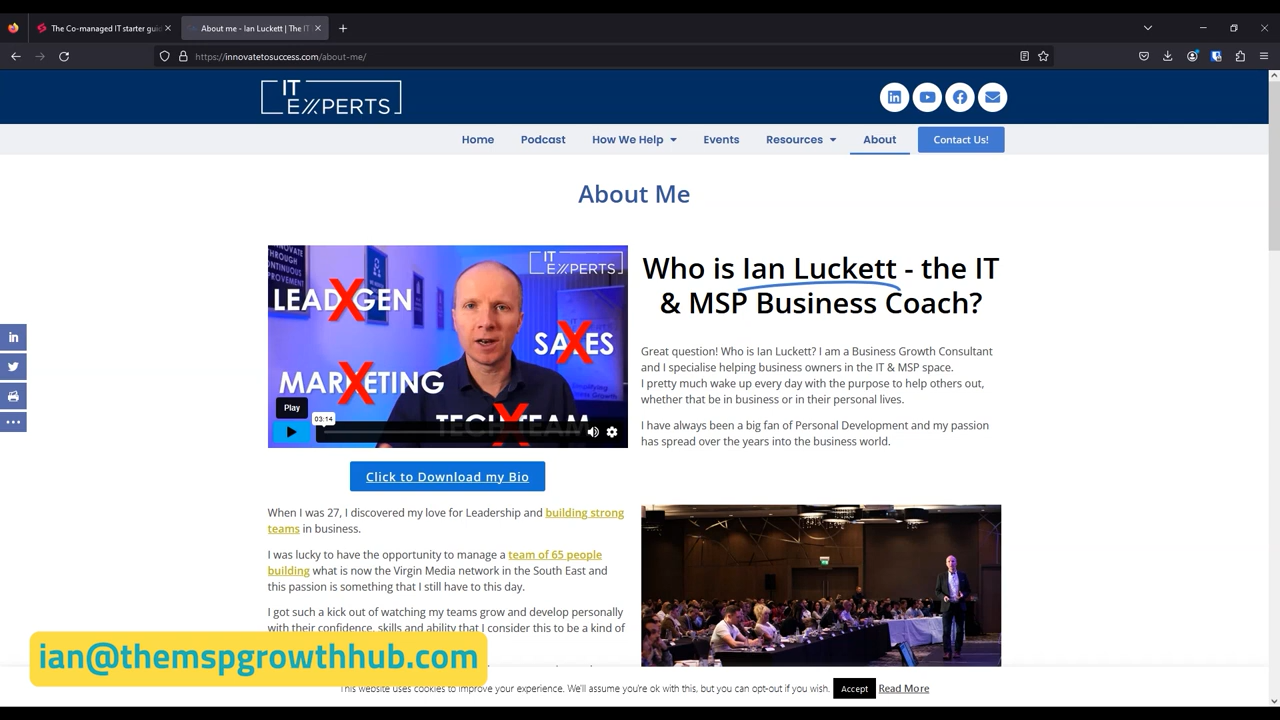 The Co-managed IT starter gui
About me - Ian Luckett | The IT
https://innovatetosuccess.com/about-me/
IT
EXPERTS
Home
Podcast
How We Help
Events
Resources
About
Contact Us!
About Me
INNOVATE
THROUGH
CONTINUOUS
IMPROVEMENT
IT
EXPERTS
LEAD GEN
SALES
MARKETING
TECH TEAM
Play
03:14
Who is Ian Luckett - the IT
& MSP Business Coach?
Great question! Who is Ian Luckett? I am a Business Growth Consultant
and I specialise helping business owners in the IT & MSP space.
I pretty much wake up every day with the purpose to help others out,
whether that be in business or in their personal lives.
I have always been a big fan of Personal Development and my passion
has spread over the years into the business world.
Click to Download my Bio
When I was 27, I discovered my love for Leadership and building strong
teams in business.
I was lucky to have the opportunity to manage a team of 65 people
building what is now the Virgin Media network in the South East and
this passion is something that I still have to this day.
I got such a kick out of watching my teams grow and develop personally
with their confidence, skills and ability that I consider this to be a kind of
ian@themspgrowthhub.com
This website uses cookies to improve your experience. We'll assume you're ok with this, but you can opt-out if you wish.
Accept
Read More